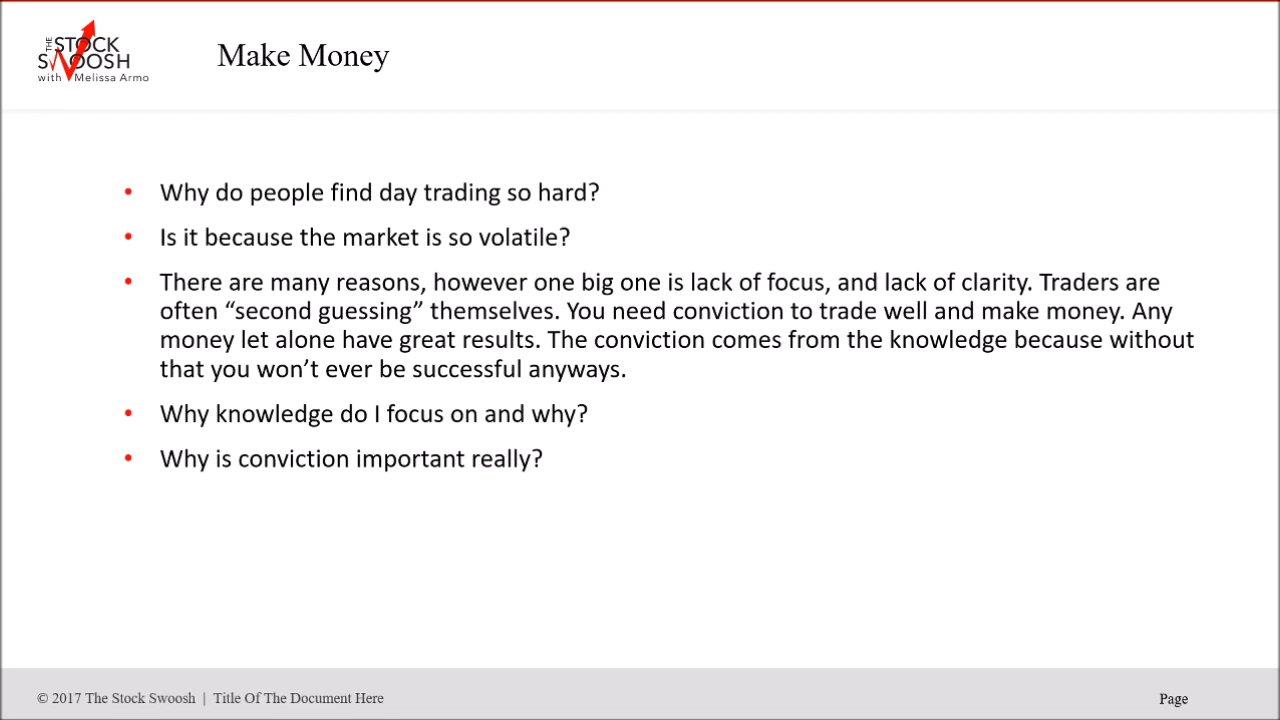 THE
STOCK
SWOOSH
with Melissa Armo
Make Money
• Why do people find day trading so hard?
• Is it because the market is so volatile?
• There are many reasons, however one big one is lack of focus, and lack of clarity. Traders are
often “second guessing” themselves. You need conviction to trade well and make money. Any
money let alone have great results. The conviction comes from the knowledge because without
that you won’t ever be successful anyways.
• Why knowledge do I focus on and why?
• Why is conviction important really?
© 2017 The Stock Swoosh | Title Of The Document Here
Page